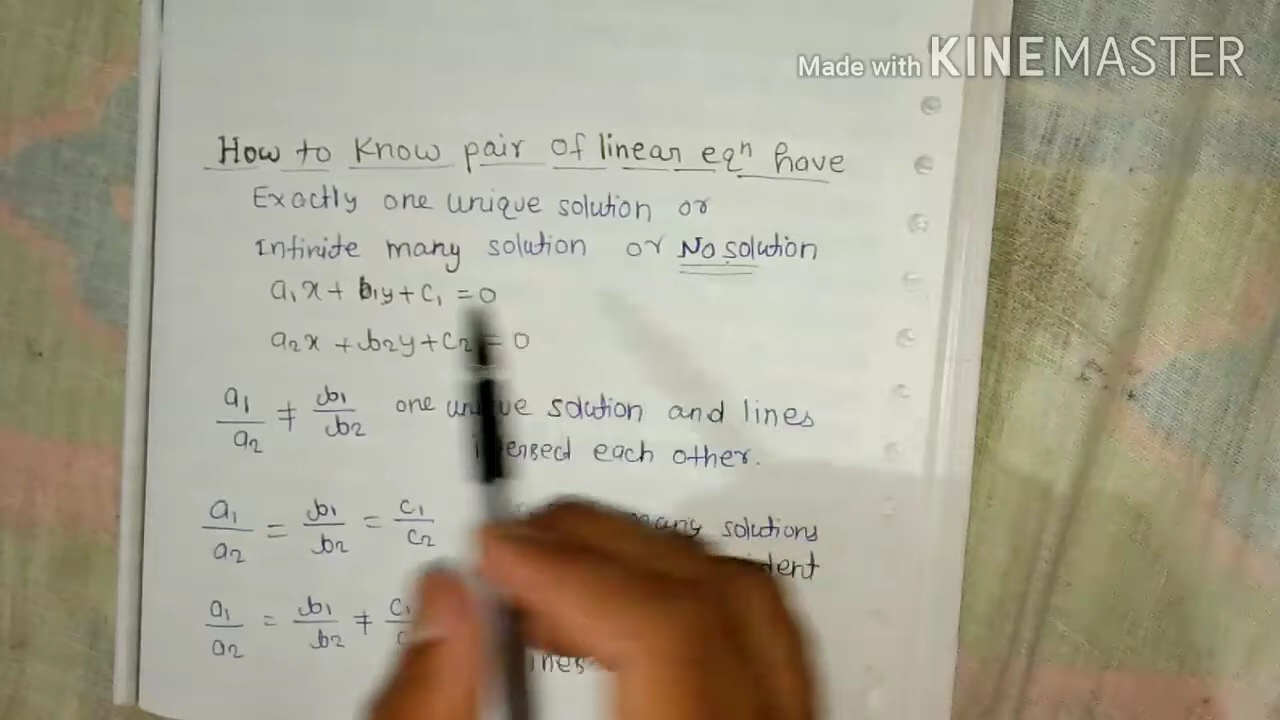 Made with KINEMASTER
How to know pair of linear eqⁿ have
Exactly one unique solution or
Infinite many solution or No solution
a₁x + b₁y + c₁ = 0
a₂x + b₂y + c₂ = 0
a₁/a₂ ≠ b₁/b₂ one unique solution and lines
each other.
a₁/a₂ = b₁/b₂ = c₁/c₂ many solutions
a₁/a₂ = b₁/b₂ ≠